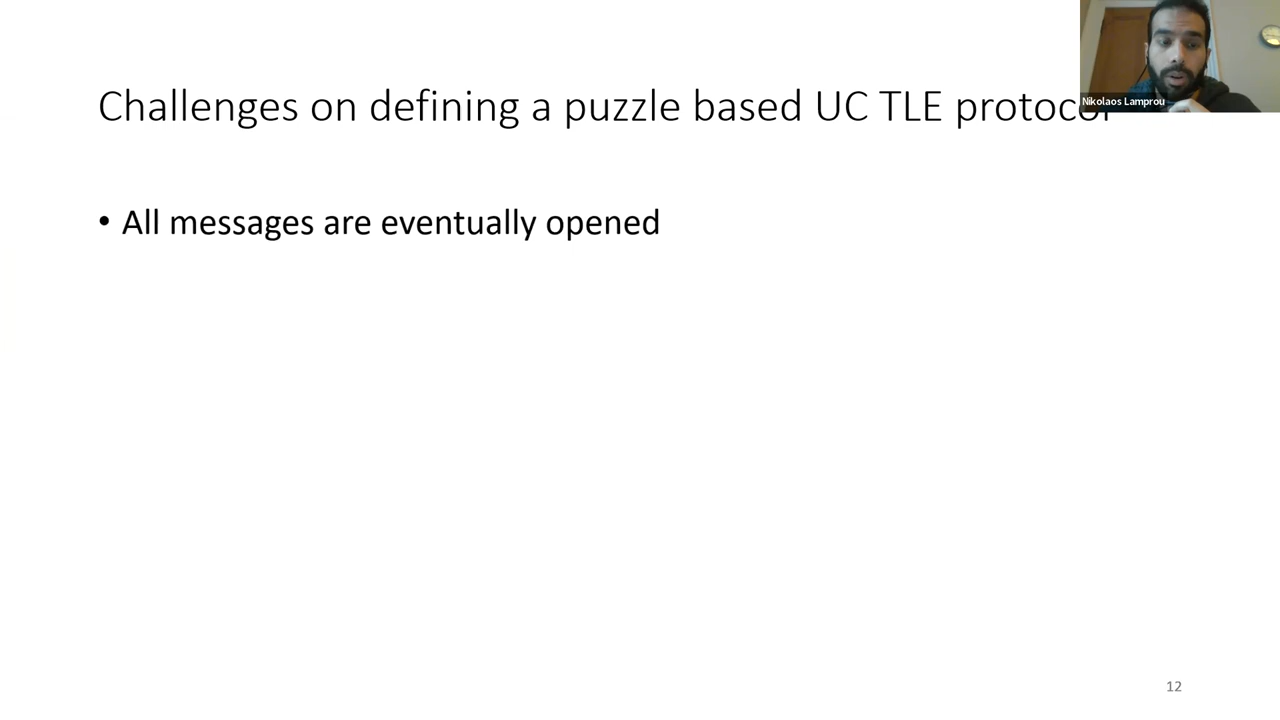 Nikolaos Lamprou
Challenges on defining a puzzle based UC TLE protocol
• All messages are eventually opened
12